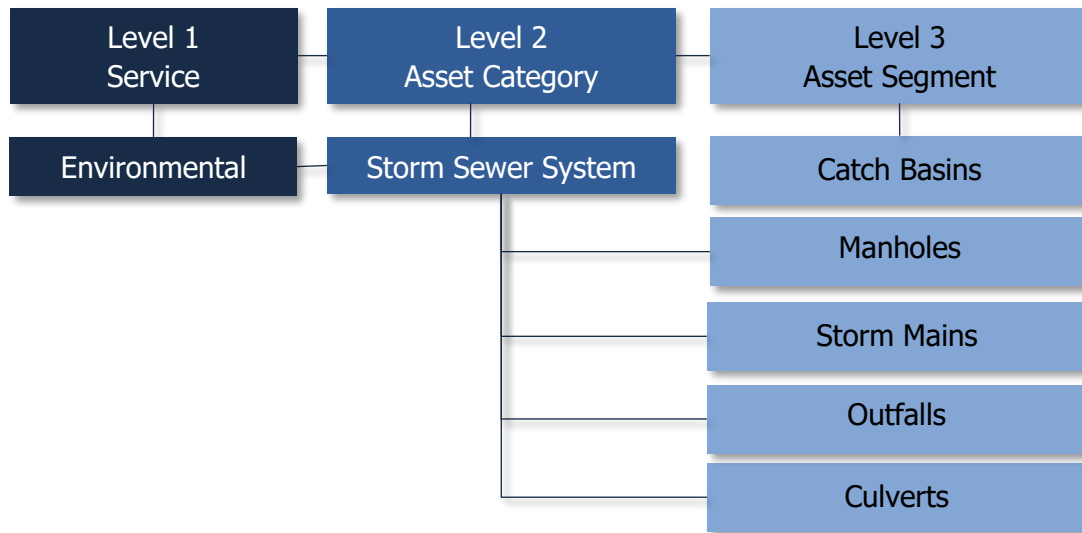 Level 1
Service
Level 2
Asset Category
Level 3
Asset Segment
Environmental
Storm Sewer System
Catch Basins
Manholes
Storm Mains
Outfalls
Culverts